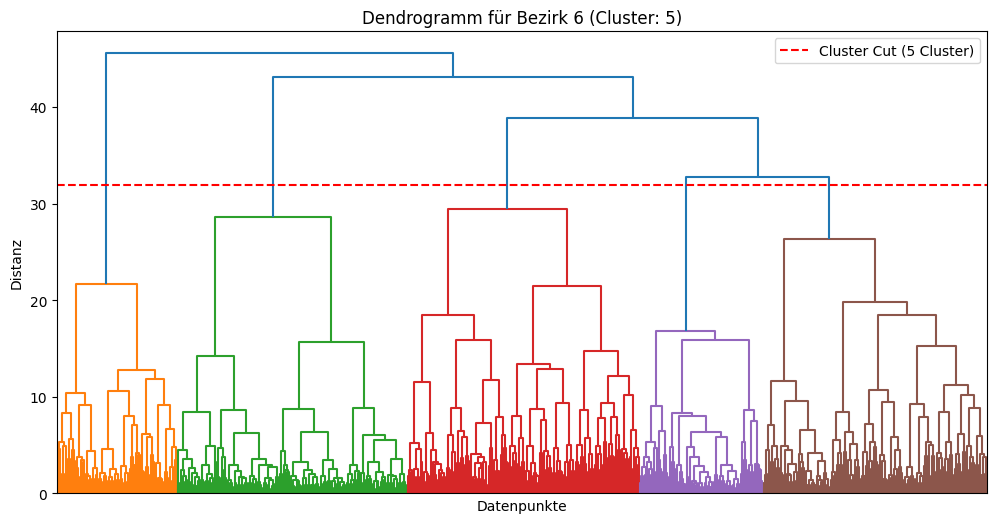 Dendrogramm für Bezirk 6 (Cluster: 5)
Cluster Cut (5 Cluster)
40
30
20
10
0
Distanz
Datenpunkte